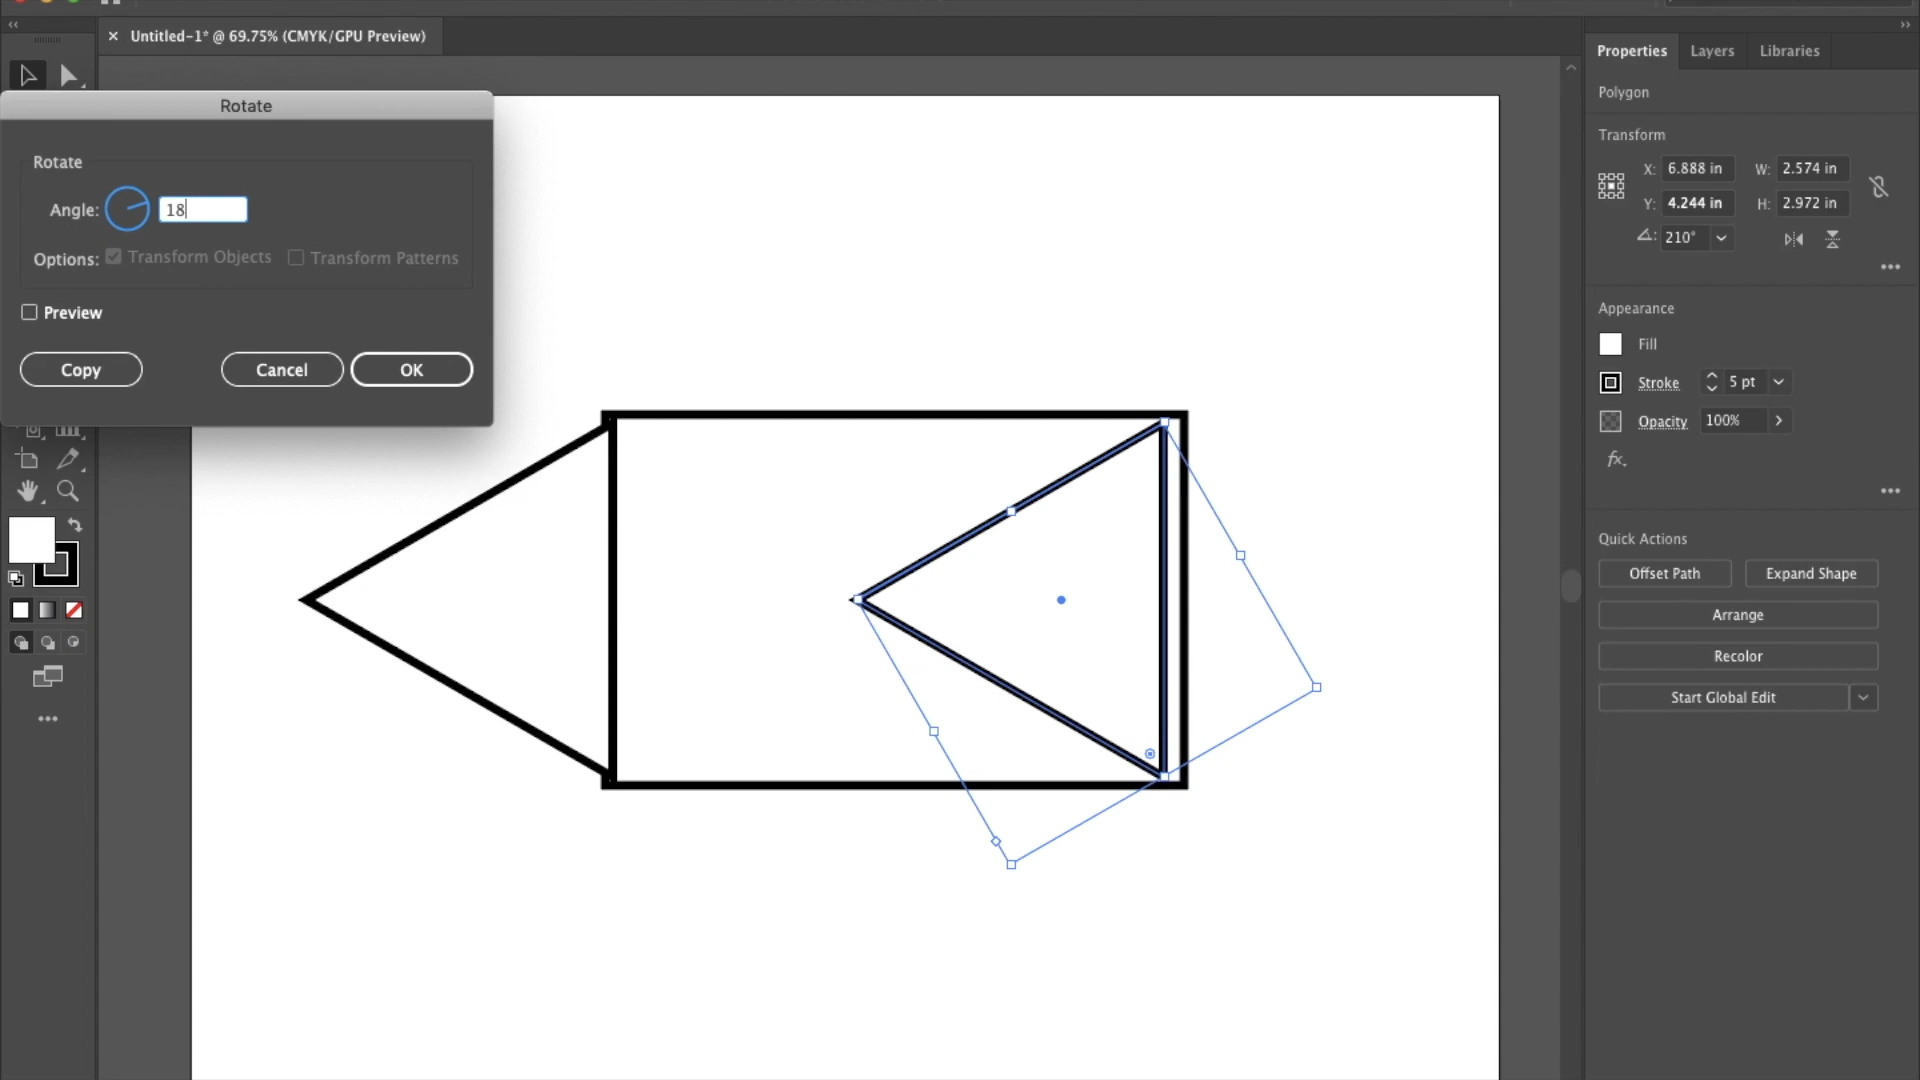 Untitled-1* @ 69.75% (CMYK/GPU Preview)
Rotate
Rotate
Angle: 18
Options: Transform Objects Transform Patterns
Preview
Copy Cancel OK
Properties Layers Libraries
Polygon
Transform
X: 6.888 in W: 2.574 in
Y: 4.244 in H: 2.972 in
210°
Appearance
Fill
Stroke 5 pt
Opacity 100%
fx
Quick Actions
Offset Path Expand Shape
Arrange
Recolor
Start Global Edit